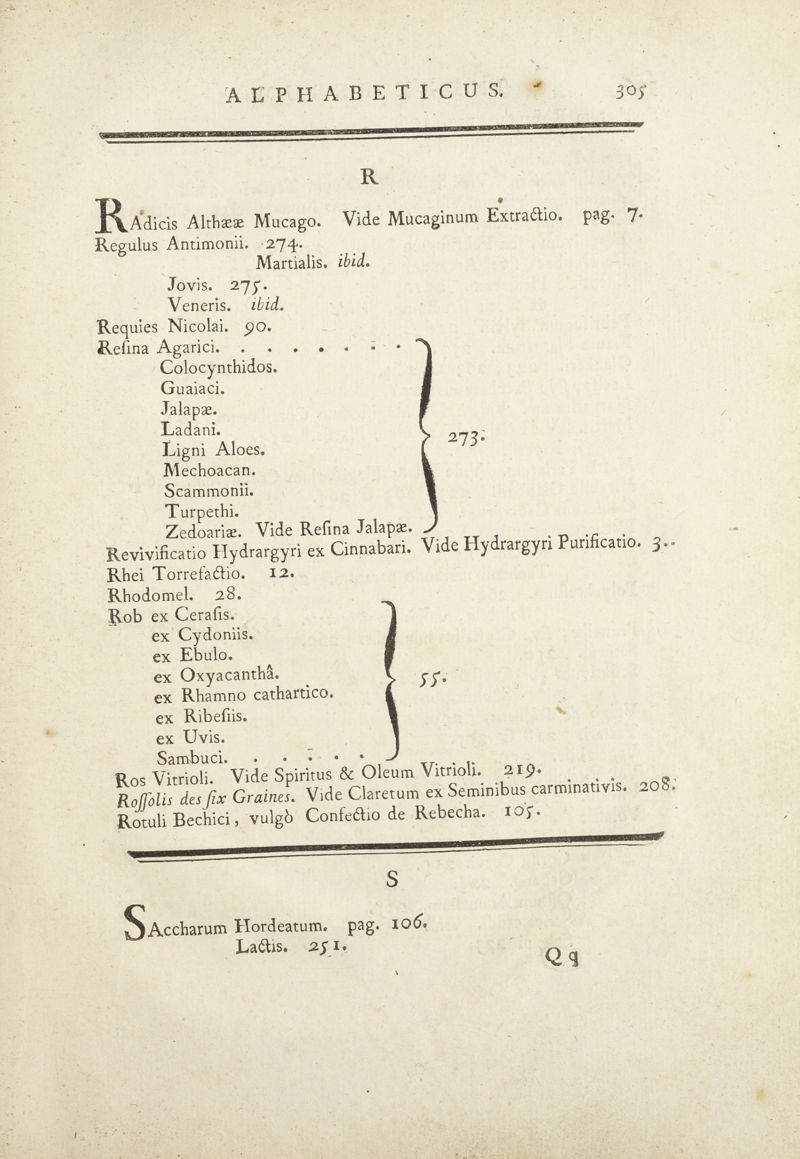 ALPHABETICUS. 305
R
RAdicis Althææ Mucago. Vide Mucaginum Extractio. pag. 7.
Regulus Antimonii. 274.
Martialis. ibid.
Jovis. 275.
Veneris. ibid.
Requies Nicolai. 90.
Reſina Agarici. . . . . . . . .
Colocynthidos.
Guaiaci.
Jalapæ.
Ladani.
273.
Ligni Aloes.
Mechoacan.
Scammonii.
Turpethi.
Zedoariæ. Vide Reſina Jalapæ.
Revivificatio Hydrargyri ex Cinnabari. Vide Hydrargyri Purificatio. 3..
Rhei Torrefactio. 12.
Rhodomel. 28.
Rob ex Ceraſis.
ex Cydoniis.
ex Ebulo.
ex Oxyacanthâ.
55.
ex Rhamno cathartico.
ex Ribeſiis.
ex Uvis.
Sambuci. . . . . .
Ros Vitrioli. Vide Spiritus & Oleum Vitrioli. 219.
Roſſolis des ſix Graines. Vide Claretum ex Seminibus carminativis. 208.
Rotuli Bechici, vulgò Confectio de Rebecha. 105.
S
SAccharum Hordeatum. pag. 106.
Lactis. 251.
Qq